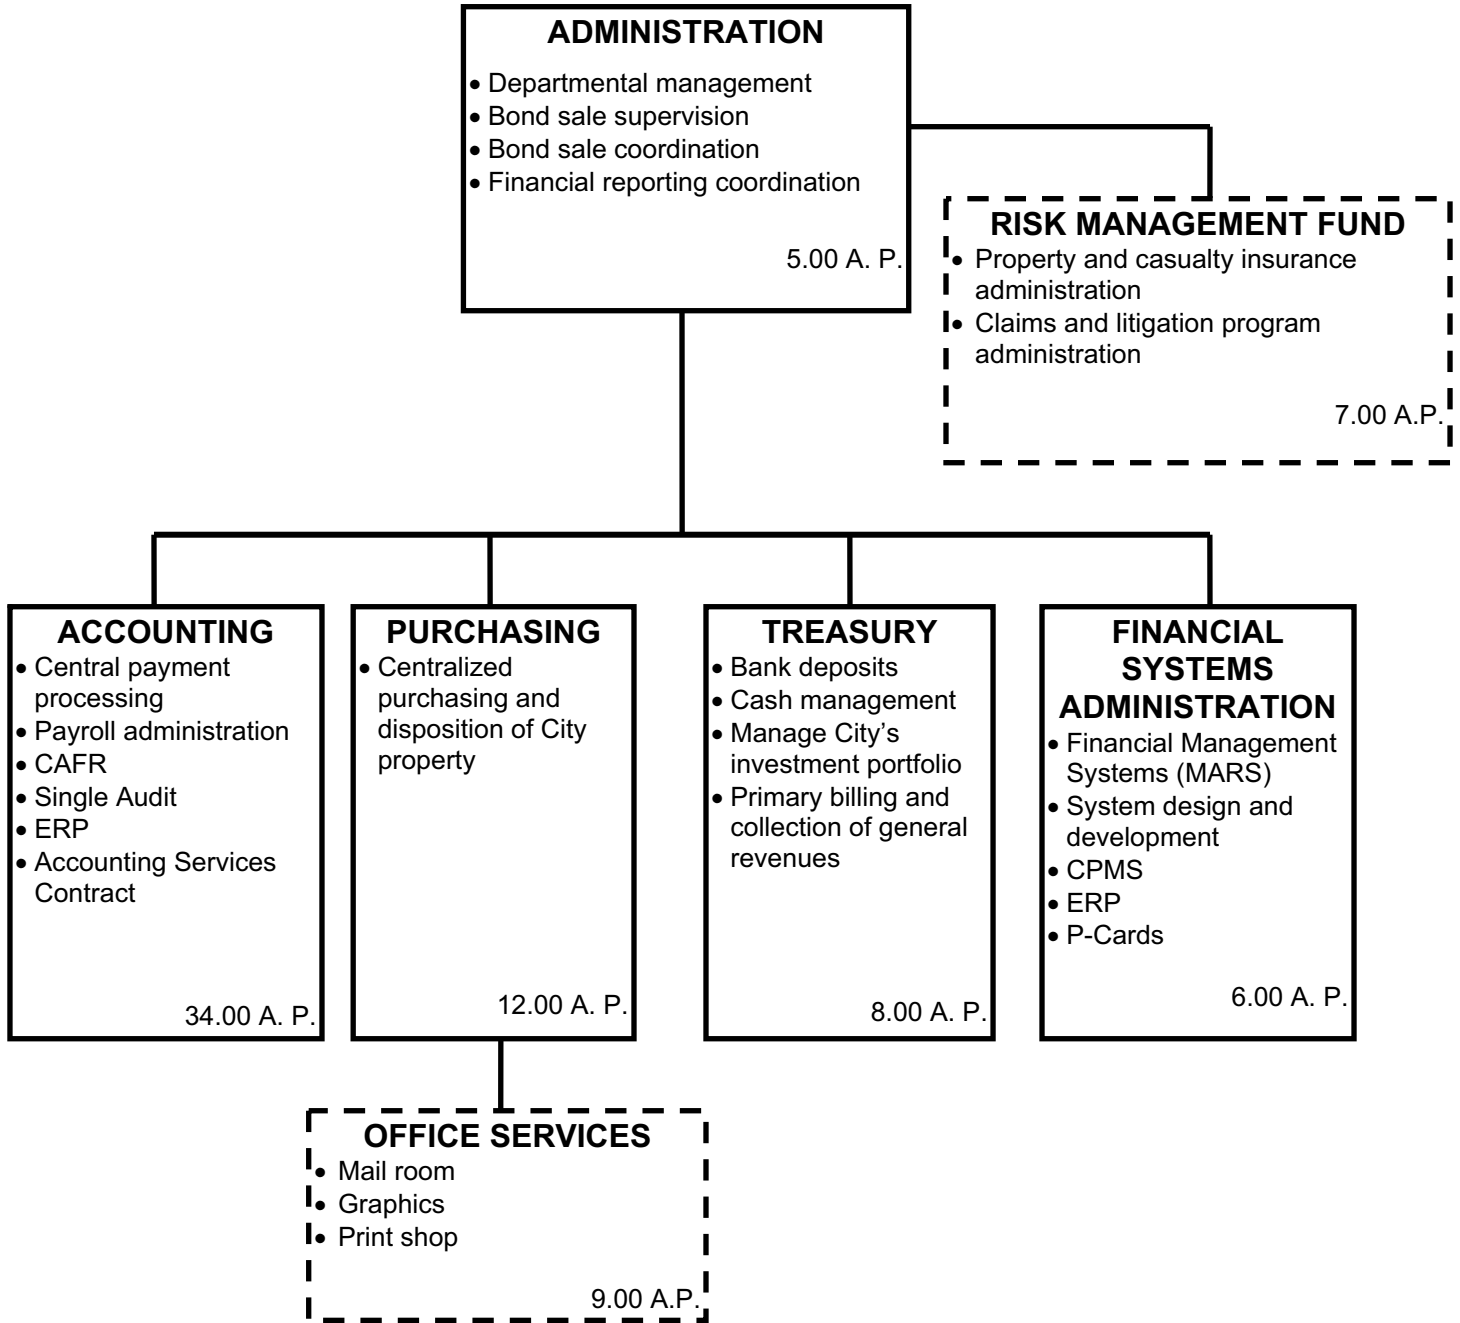 ADMINISTRATION
• Departmental management
• Bond sale supervision
• Bond sale coordination
• Financial reporting coordination
5.00 A. P.
RISK MANAGEMENT FUND
• Property and casualty insurance
administration
• Claims and litigation program
administration
7.00 A.P.
ACCOUNTING
• Central payment
processing
• Payroll administration
• CAFR
• Single Audit
• ERP
• Accounting Services
Contract
34.00 A. P.
PURCHASING
• Centralized
purchasing and
disposition of City
property
12.00 A. P.
TREASURY
• Bank deposits
• Cash management
• Manage City’s
investment portfolio
• Primary billing and
collection of general
revenues
8.00 A. P.
FINANCIAL
SYSTEMS
ADMINISTRATION
• Financial Management
Systems (MARS)
• System design and
development
• CPMS
• ERP
• P-Cards
6.00 A. P.
OFFICE SERVICES
• Mail room
• Graphics
• Print shop
9.00 A.P.